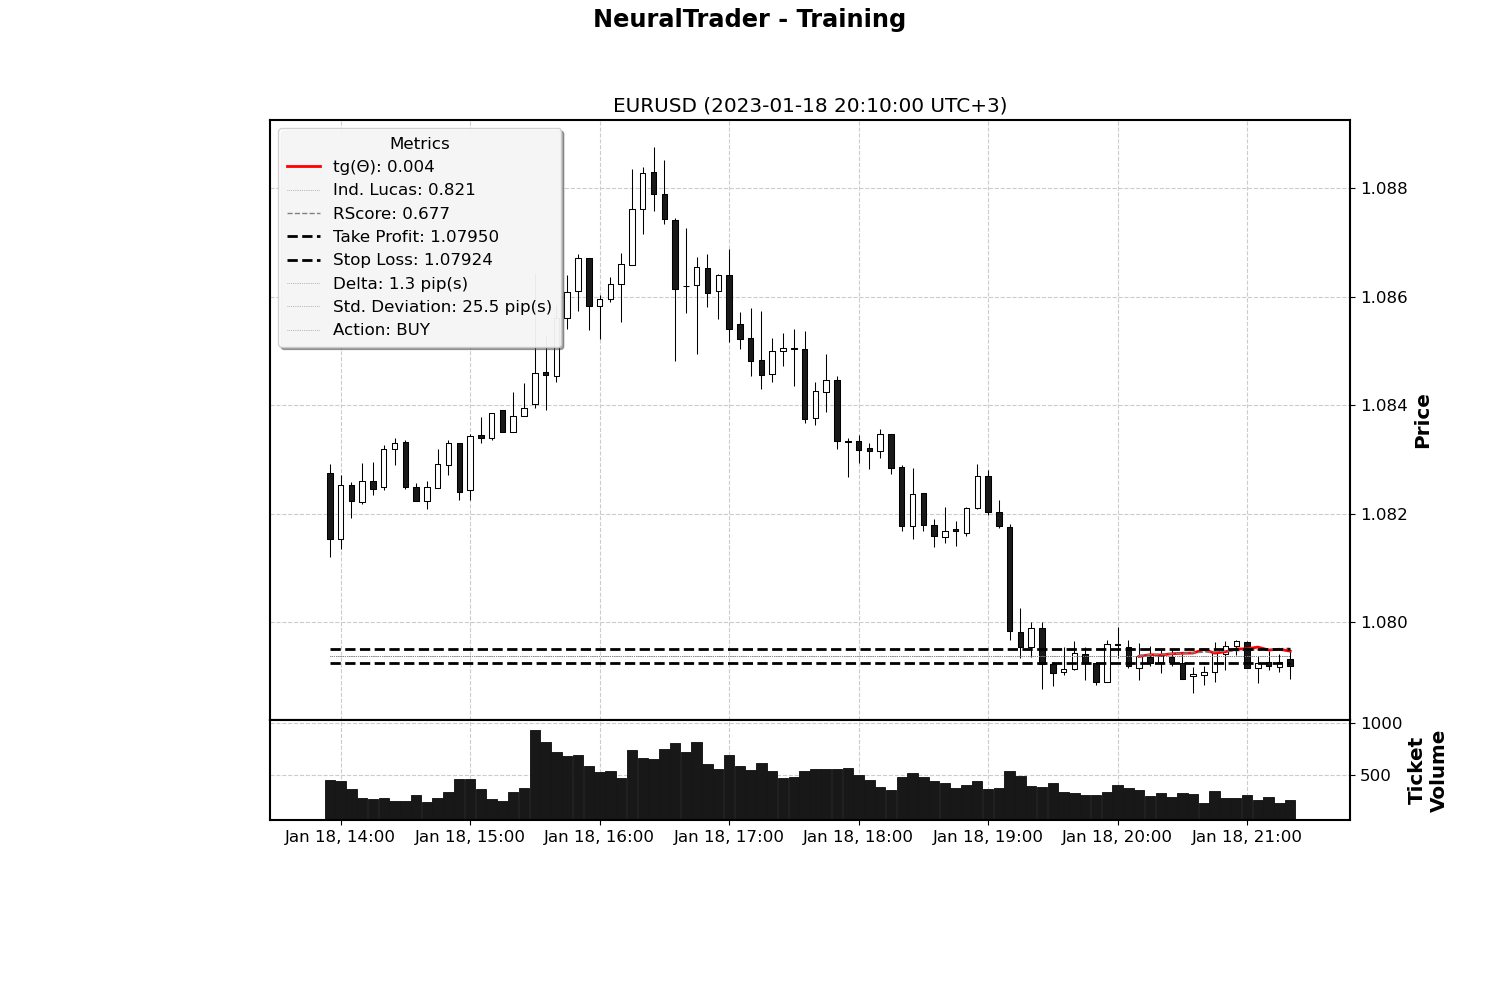 NeuralTrader - Training
EURUSD (2023-01-18 20:10:00 UTC+3)
Metrics
tg(Θ): 0.004
Ind. Lucas: 0.821
RScore: 0.677
Take Profit: 1.07950
Stop Loss: 1.07924
Delta: 1.3 pip(s)
Std. Deviation: 25.5 pip(s)
Action: BUY
1.088
1.086
1.084
1.082
1.080
Price
1000
500
Ticket
Volume
Jan 18, 14:00 Jan 18, 15:00 Jan 18, 16:00 Jan 18, 17:00 Jan 18, 18:00 Jan 18, 19:00 Jan 18, 20:00 Jan 18, 21:00